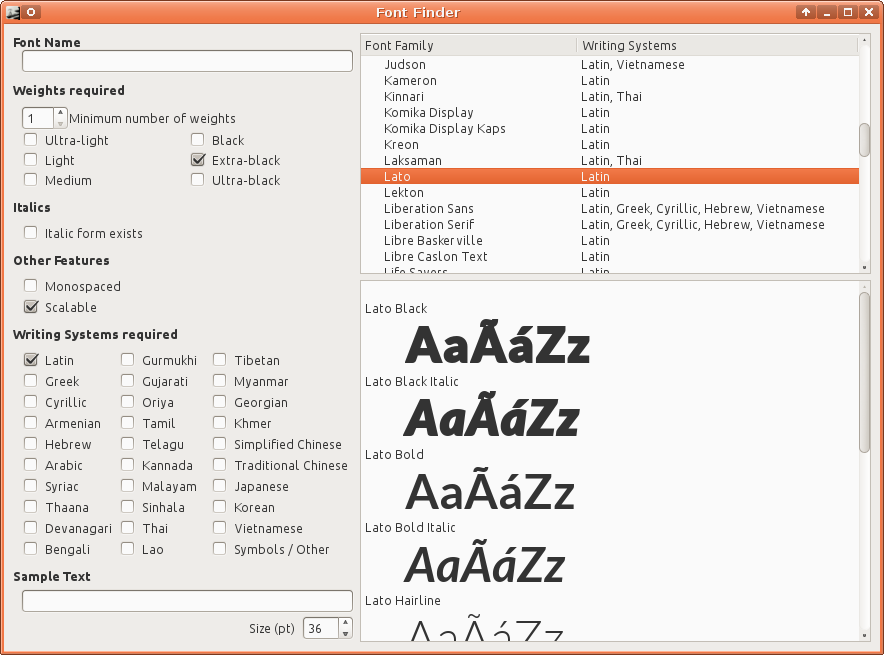 Font Finder
Font Name
Weights required
1 Minimum number of weights
Ultra-light Black
Light Extra-black
Medium Ultra-black
Italics
Italic form exists
Other Features
Monospaced
Scalable
Writing Systems required
Latin Gurmukhi Tibetan
Greek Gujarati Myanmar
Cyrillic Oriya Georgian
Armenian Tamil Khmer
Hebrew Telagu Simplified Chinese
Arabic Kannada Traditional Chinese
Syriac Malayam Japanese
Thaana Sinhala Korean
Devanagari Thai Vietnamese
Bengali Lao Symbols / Other
Sample Text
Size (pt) 36
Font Family Writing Systems
Judson Latin, Vietnamese
Kameron Latin
Kinnari Latin, Thai
Komika Display Latin
Komika Display Kaps Latin
Kreon Latin
Laksaman Latin, Thai
Lato Latin
Lekton Latin
Liberation Sans Latin, Greek, Cyrillic, Hebrew, Vietnamese
Liberation Serif Latin, Greek, Cyrillic, Hebrew, Vietnamese
Libre Baskerville Latin
Libre Caslon Text Latin
Life Savers Latin
Lato Black
AaÃáZz
Lato Black Italic
AaÃáZz
Lato Bold
AaÃáZz
Lato Bold Italic
AaÃáZz
Lato Hairline
AaÃáZz